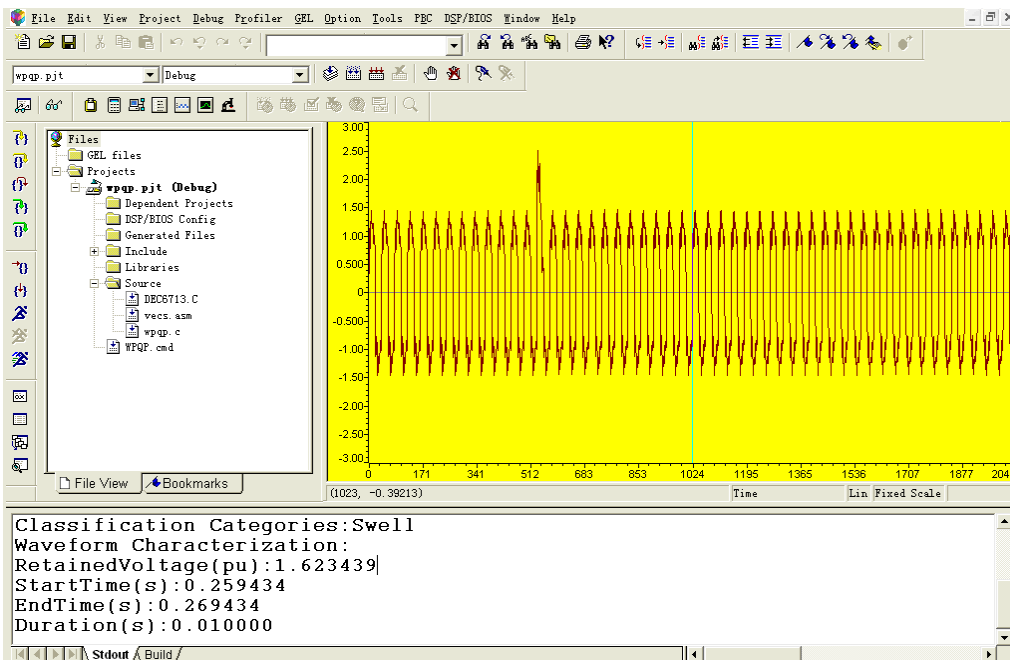 File Edit View Project Debug Profiler GEL Option Tools PBC DSP/BIOS Window Help
wpqp.pjt Debug
Files
GEL files
Projects
wpqp.pjt (Debug)
Dependent Projects
DSP/BIOS Config
Generated Files
Include
Libraries
Source
DEC6713.C
vecs.asm
wpqp.c
WPQP.cmd
File View Bookmarks
3.00
2.50
2.00
1.50
1.00
0.500
0
-0.500
-1.00
-1.50
-2.00
-2.50
-3.00
0 171 341 512 683 853 1024 1195 1365 1536 1707 1877 204
(1023, -0.39213) Time Lin Fixed Scale
Classification Categories:Swell
Waveform Characterization:
RetainedVoltage(pu):1.623439
StartTime(s):0.259434
EndTime(s):0.269434
Duration(s):0.010000
Stdout Build